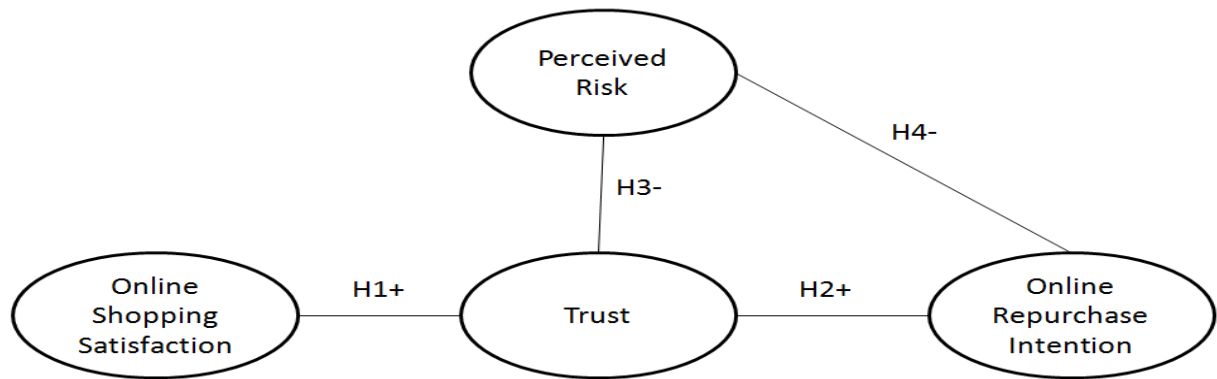 Perceived
Risk
H4-
H3-
Online
Shopping
Satisfaction
H1+
Trust
H2+
Online
Repurchase
Intention